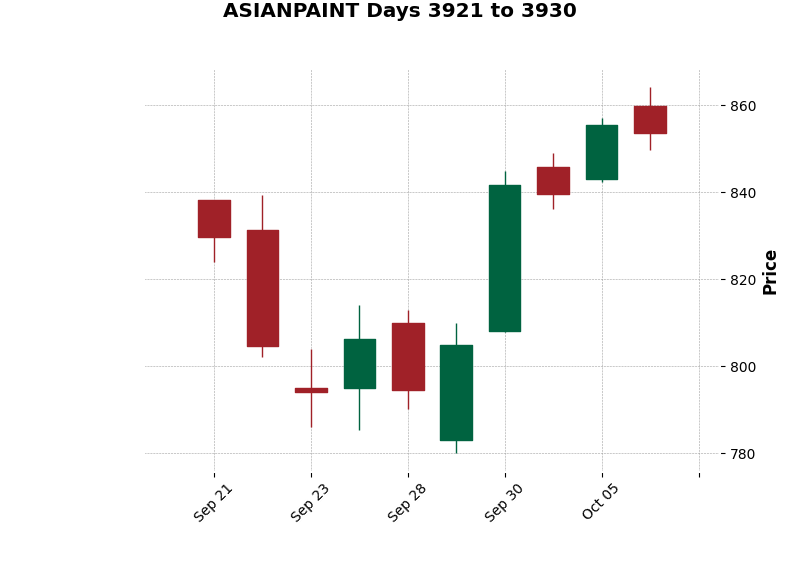 ASIANPAINT Days 3921 to 3930
860
840
820
800
780
Price
Sep 21
Sep 23
Sep 28
Sep 30
Oct 05